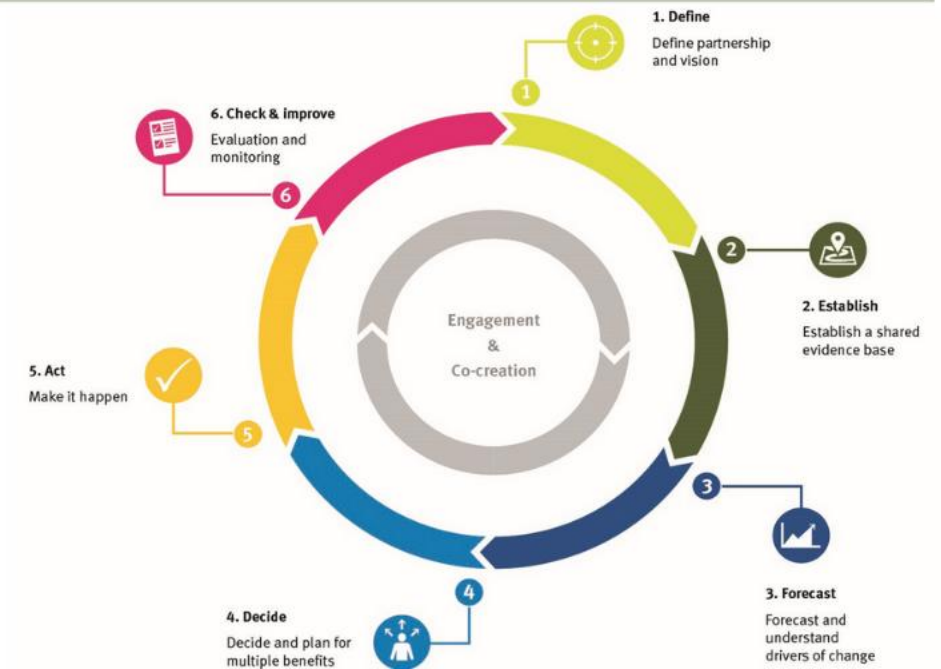 1. Define
Define partnership
and vision
1
6. Check & improve
Evaluation and
monitoring
6
2
2. Establish
Establish a shared
evidence base
Engagement
&
Co-creation
5. Act
Make it happen
5
3
3. Forecast
Forecast and
understand
drivers of change
4
4. Decide
Decide and plan for
multiple benefits